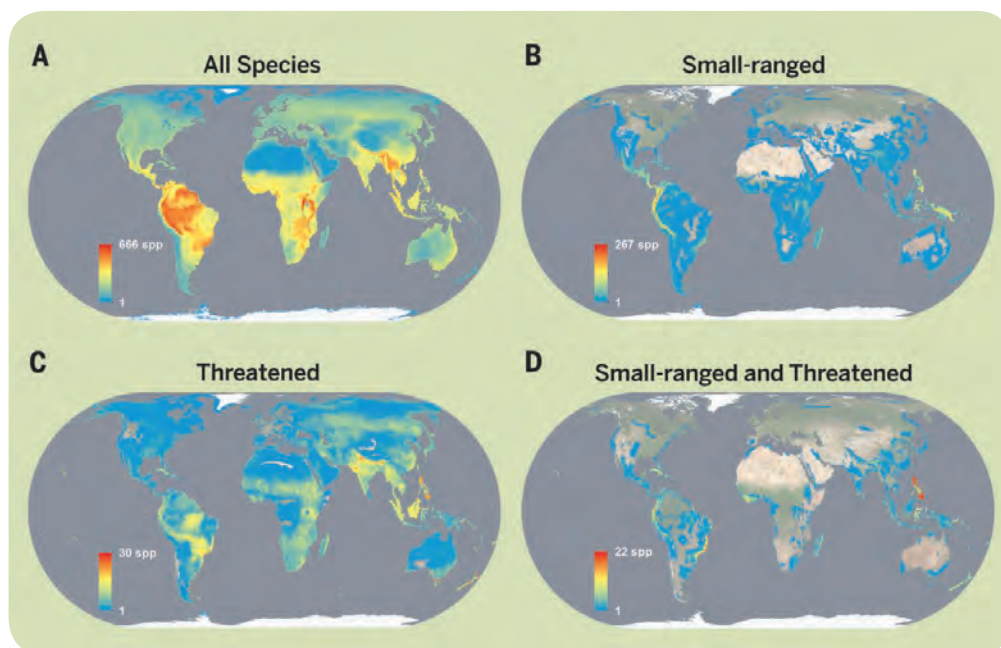 A
All Species
666 spp
1
B
Small-ranged
267 spp
1
C
Threatened
30 spp
1
D
Small-ranged and Threatened
22 spp
1